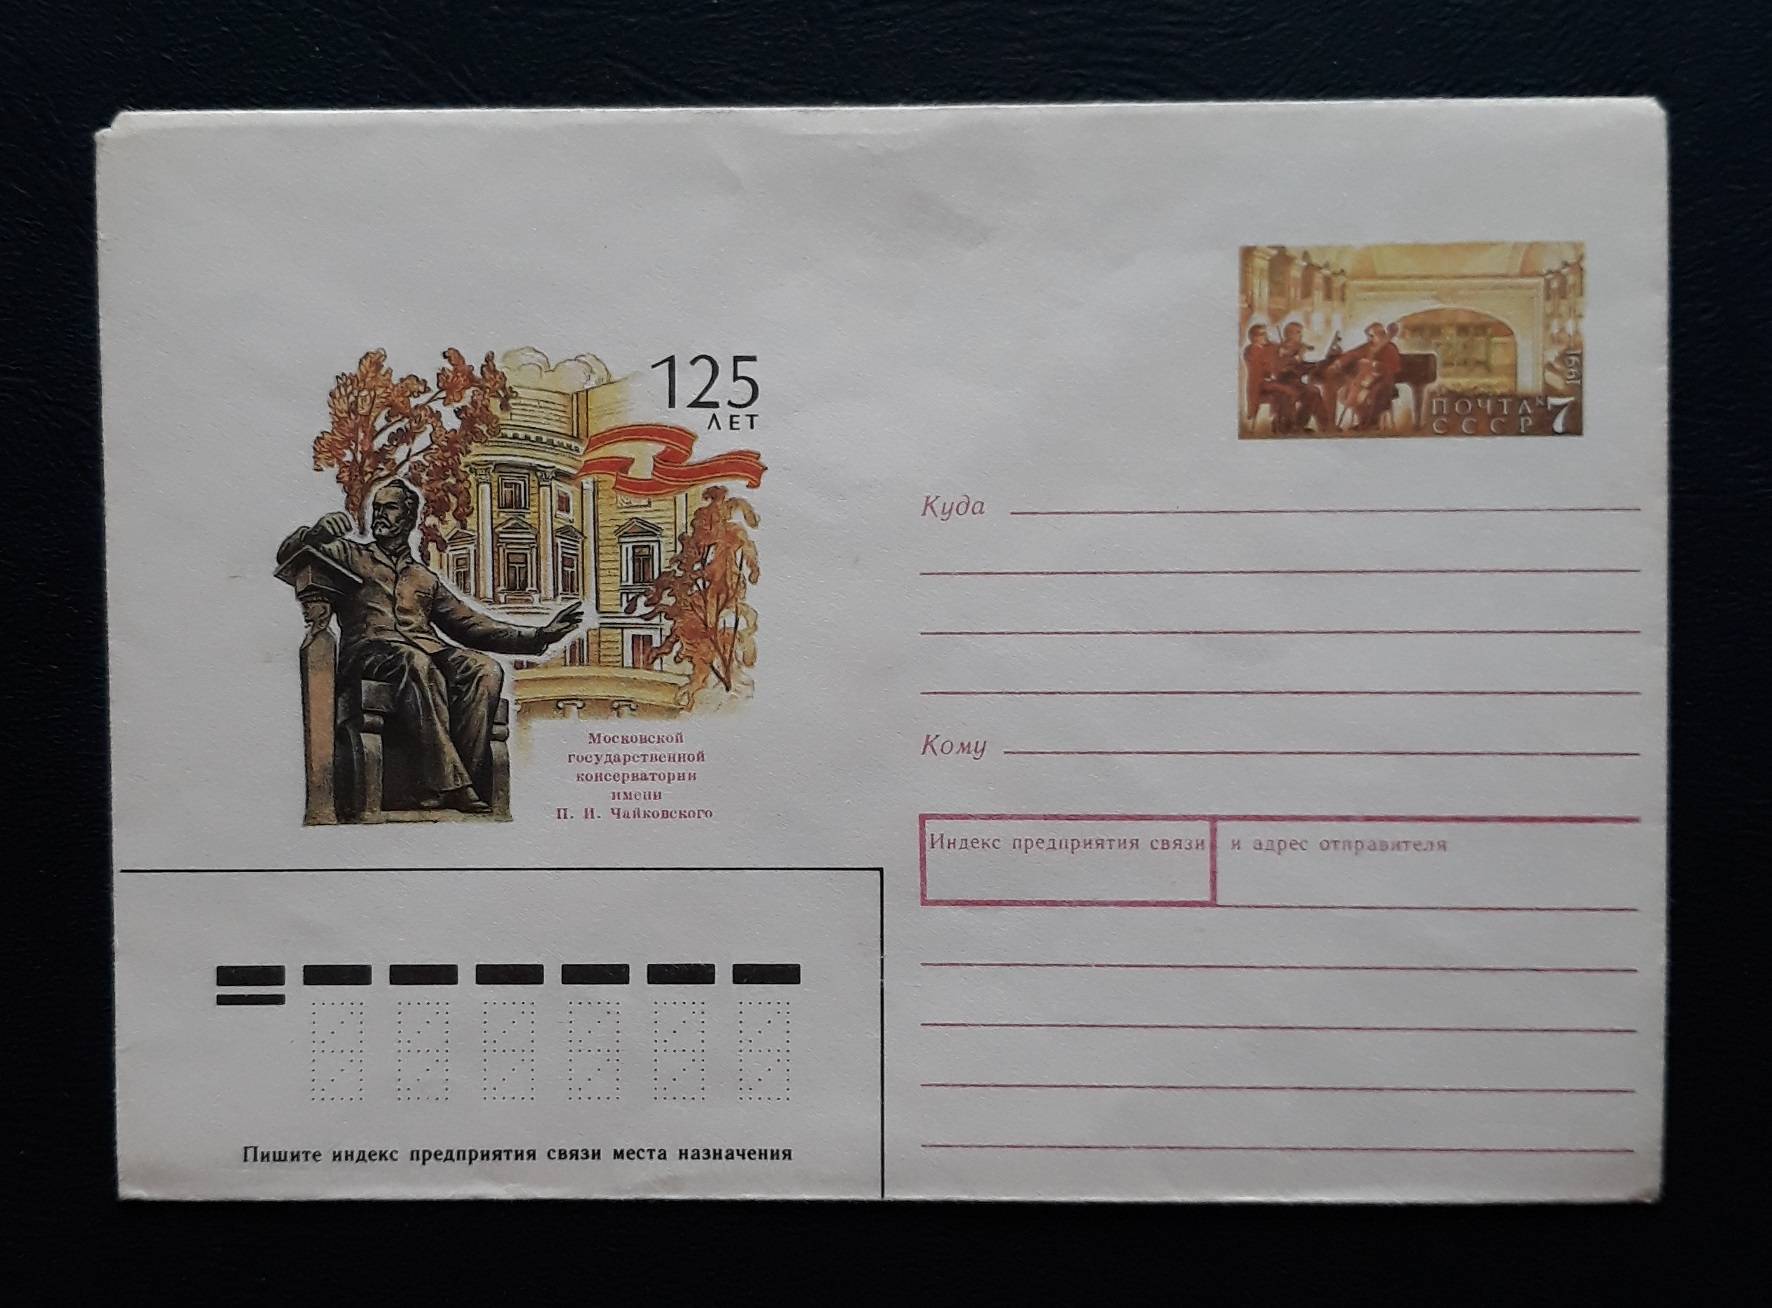 125
ЛЕТ
Московской
государственной
консерватории
имени
П. И. Чайковского
1991
ПОЧТА
СССР
к 7
Куда
Кому
Индекс предприятия связи и адрес отправителя
Пишите индекс предприятия связи места назначения